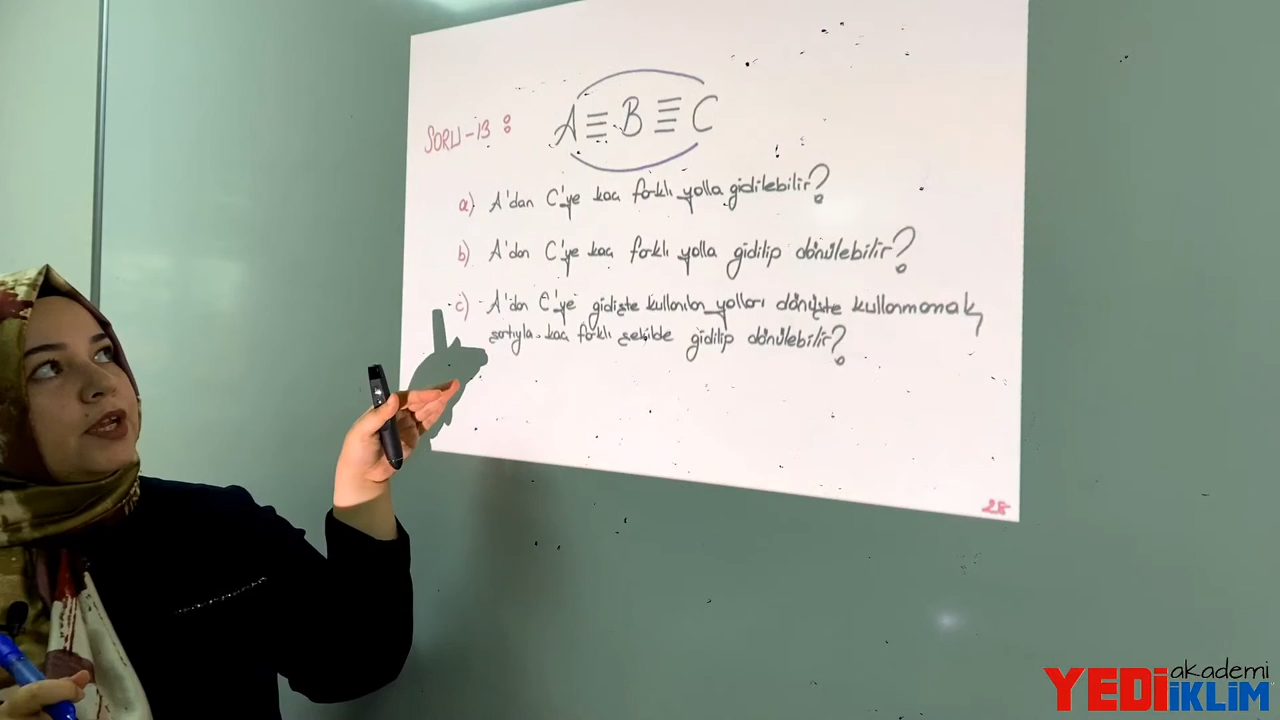 SORU-13 :
A ≡ B ≡ C
a) A'dan C'ye kaç farklı yolla gidilebilir?
b) A'dan C'ye kaç farklı yolla gidilip dönülebilir?
c) A'dan C'ye gidişte kullanılan yolları dönüşte kullanmamak
şartıyla kaç farklı şekilde gidilip dönülebilir?
28
YEDİ akademi
İKLİM